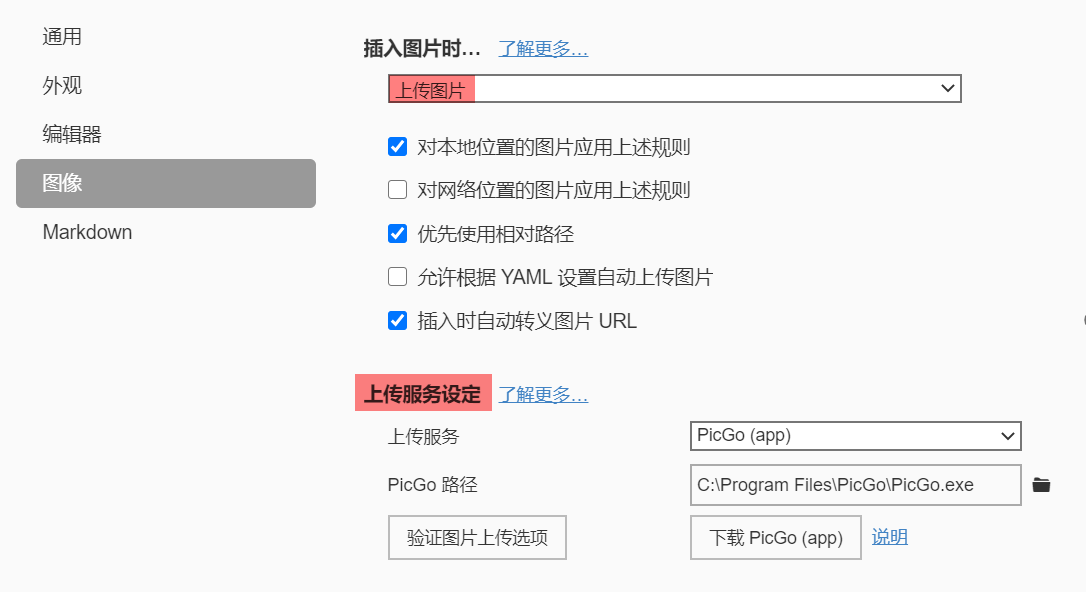 通用
外观
编辑器
图像
Markdown
插入图片时… 了解更多…
上传图片
对本地位置的图片应用上述规则
对网络位置的图片应用上述规则
优先使用相对路径
允许根据 YAML 设置自动上传图片
插入时自动转义图片 URL
上传服务设定 了解更多…
上传服务 PicGo (app)
PicGo 路径 C:\Program Files\PicGo\PicGo.exe
验证图片上传选项 下载 PicGo (app) 说明